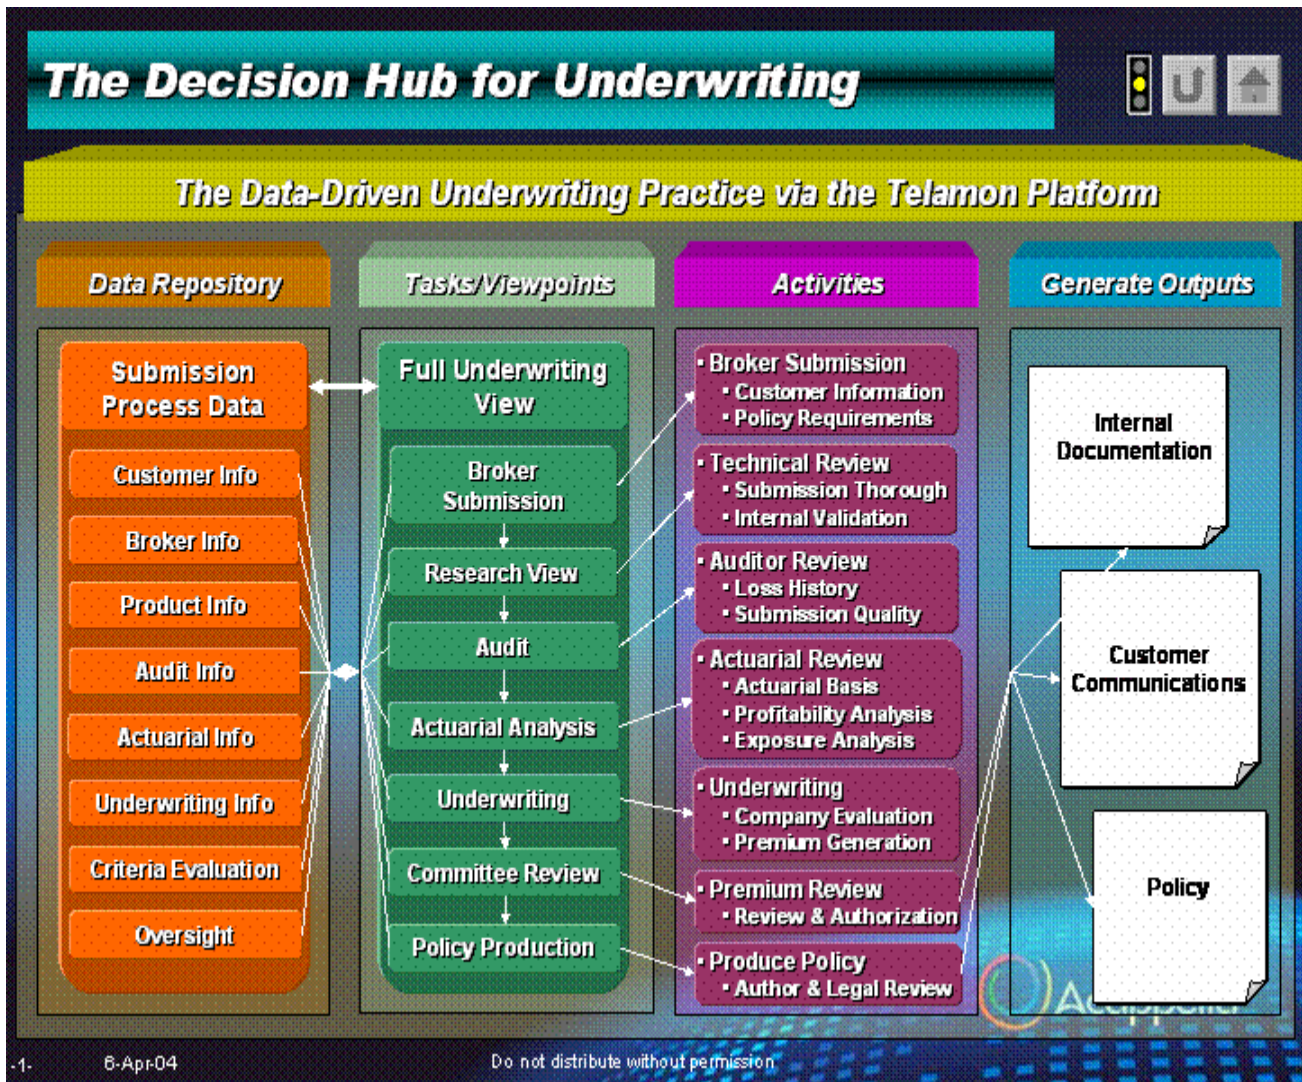 The Decision Hub for Underwriting
The Data-Driven Underwriting Practice via the Telamon Platform
Data Repository
Submission
Process Data
Customer Info
Broker Info
Product Info
Audit Info
Actuarial Info
Underwriting Info
Criteria Evaluation
Oversight
Tasks/Viewpoints
Full Underwriting
View
Broker
Submission
Research View
Audit
Actuarial Analysis
Underwriting
Committee Review
Policy Production
Activities
▪ Broker Submission
▪ Customer Information
▪ Policy Requirements
▪ Technical Review
▪ Submission Thorough
▪ Internal Validation
▪ Auditor Review
▪ Loss History
▪ Submission Quality
▪ Actuarial Review
▪ Actuarial Basis
▪ Profitability Analysis
▪ Exposure Analysis
▪ Underwriting
▪ Company Evaluation
▪ Premium Generation
▪ Premium Review
▪ Review & Authorization
▪ Produce Policy
▪ Author & Legal Review
Generate Outputs
Internal
Documentation
Customer
Communications
Policy
-1-
6-Apr-04
Do not distribute without permission